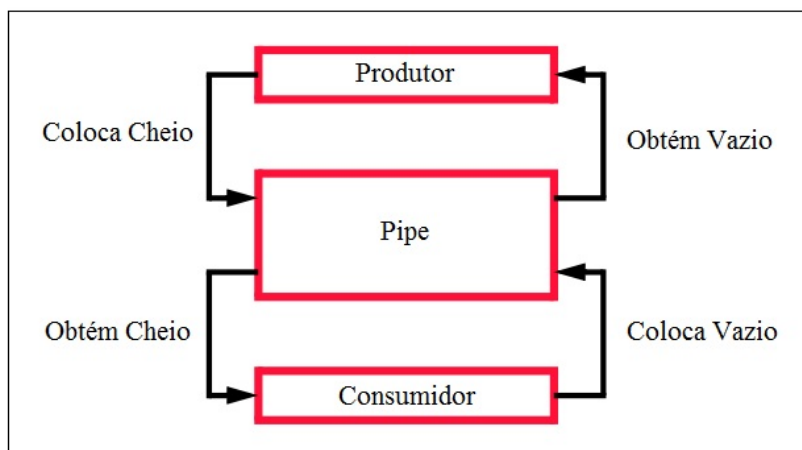 Produtor
Coloca Cheio
Obtém Vazio
Pipe
Obtém Cheio
Coloca Vazio
Consumidor